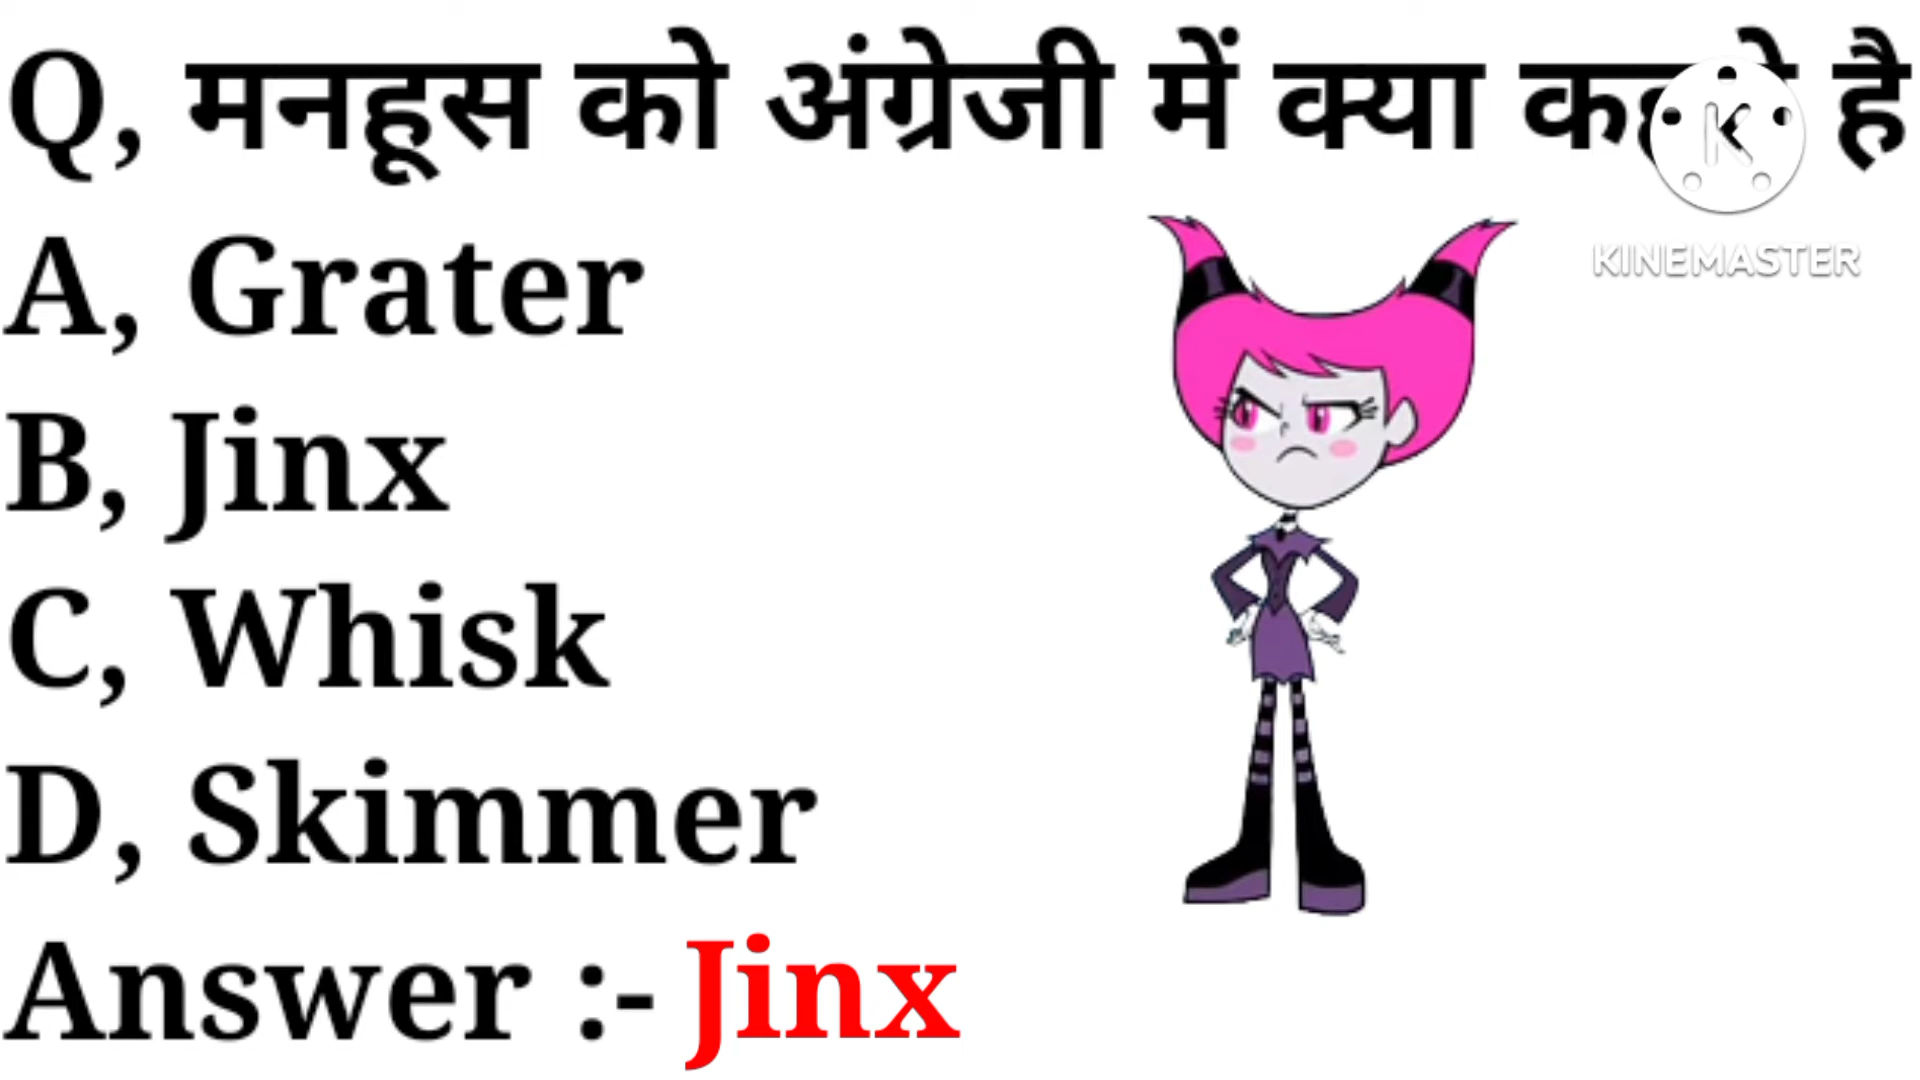 Q, मनहूस को अंग्रेजी में क्या है
A, Grater
B, Jinx
C, Whisk
D, Skimmer
Answer :- Jinx
K
KINEMASTER